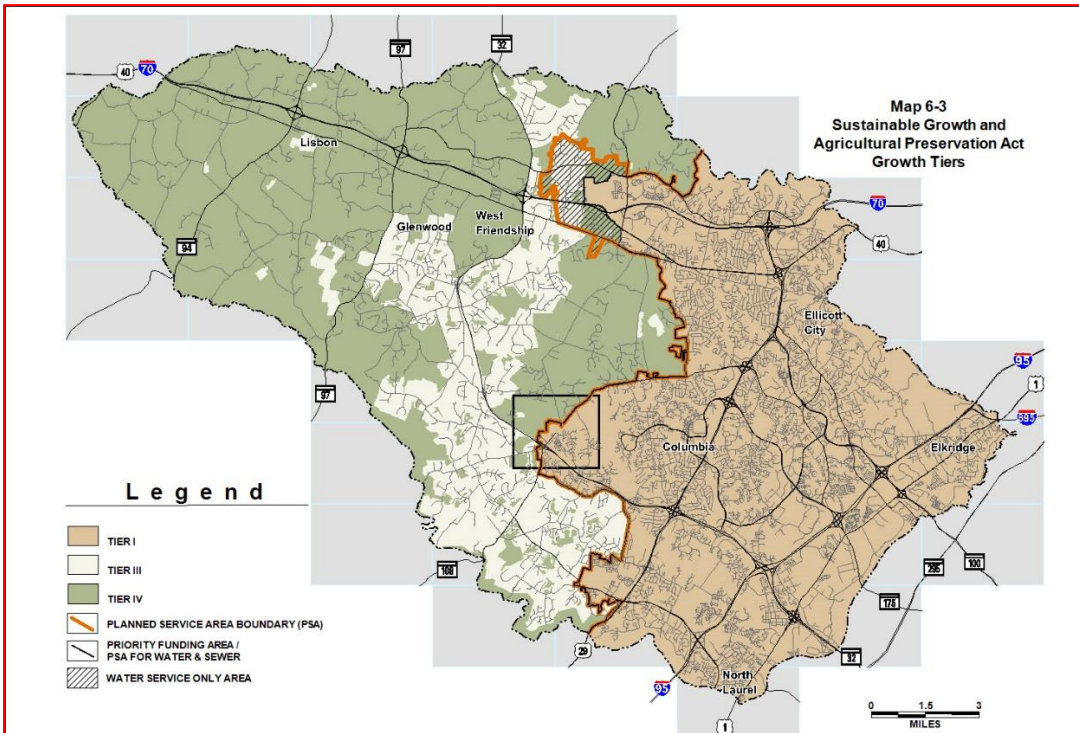 Map 6-3
Sustainable Growth and
Agricultural Preservation Act
Growth Tiers
97
32
40
70
Lisbon
70
West
Friendship
Glenwood
40
94
Ellicott
City
95
1
97
895
Columbia
Elkridge
Legend
TIER I
TIER III
TIER IV
PLANNED SERVICE AREA BOUNDARY (PSA)
PRIORITY FUNDING AREA /
PSA FOR WATER & SEWER
WATER SERVICE ONLY AREA
108
100
295
175
29
32
North
Laurel
95
1
0 1.5 3
MILES